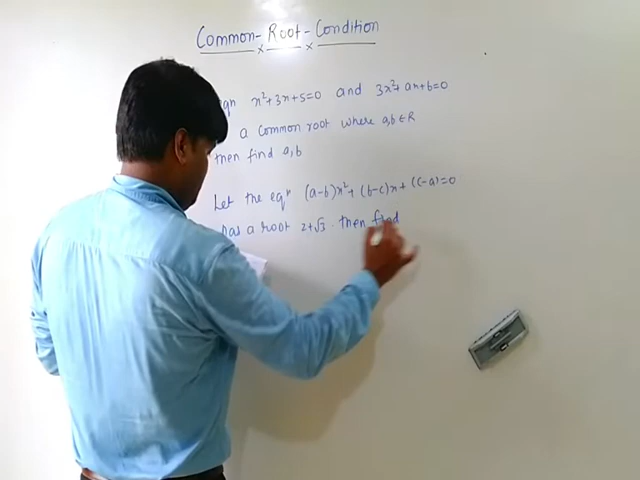 Common-Root-Condition
qn x²+3x+5=0 and 3x²+ax+b=0
a common root where a,b∈R
then find a,b
Let the eqⁿ (a-b)x²+(b-c)x+(c-a)=0
has a root 2+√3. then find